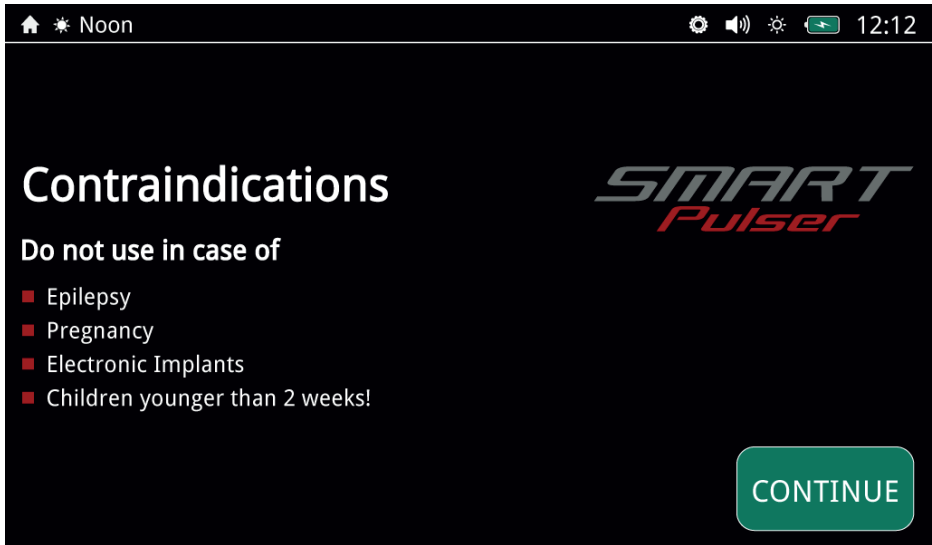 Noon
12:12
Contraindications
SMART
Pulser
Do not use in case of
Epilepsy
Pregnancy
Electronic Implants
Children younger than 2 weeks!
CONTINUE